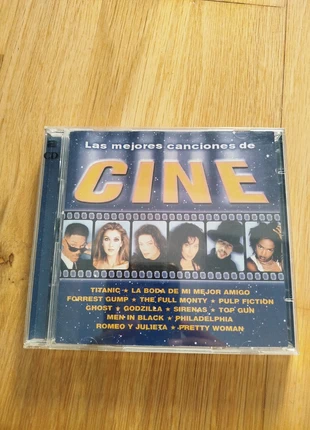 CD
Las mejores canciones de
CINE
TITANIC ★ LA BODA DE MI MEJOR AMIGO
FORREST GUMP ★ THE FULL MONTY ★ PULP FICTION
GHOST ★ GODZILLA ★ SIRENAS ★ TOP GUN
MEN IN BLACK ★ PHILADELPHIA
ROMEO Y JULIETA ★ PRETTY WOMAN